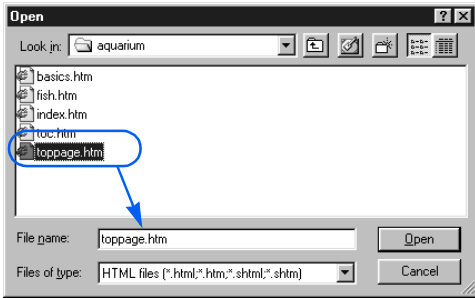 Open
Look in: aquarium
basics.htm
fish.htm
index.htm
toc.htm
toppage.htm
File name: toppage.htm Open
Files of type: HTML files (*.html;*.htm;*.shtml;*.shtm) Cancel